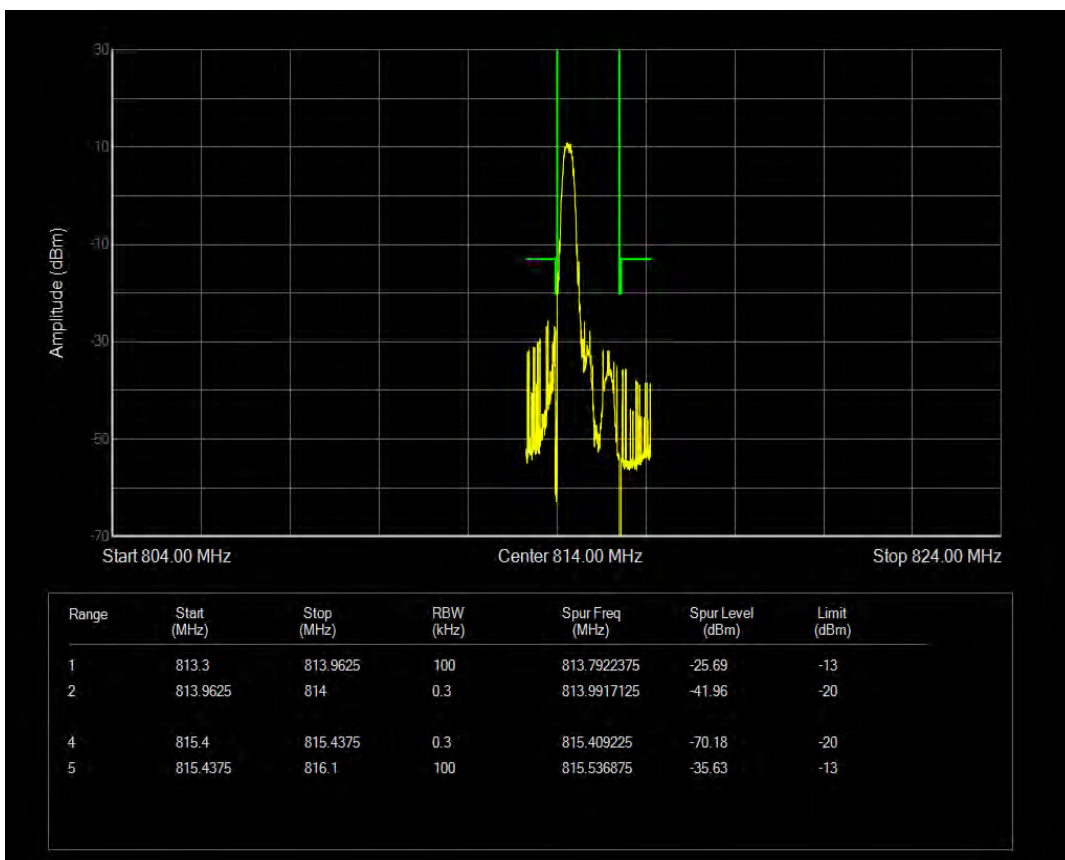 30
10
-10
-30
-50
-70
Amplitude (dBm)
Start 804.00 MHz Center 814.00 MHz Stop 824.00 MHz
Range Start (MHz) Stop (MHz) RBW (kHz) Spur Freq (MHz) Spur Level (dBm) Limit (dBm)
1 813.3 813.9625 100 813.7922375 -25.69 -13
2 813.9625 814 0.3 813.9917125 -41.96 -20
4 815.4 815.4375 0.3 815.409225 -70.18 -20
5 815.4375 816.1 100 815.536875 -35.63 -13